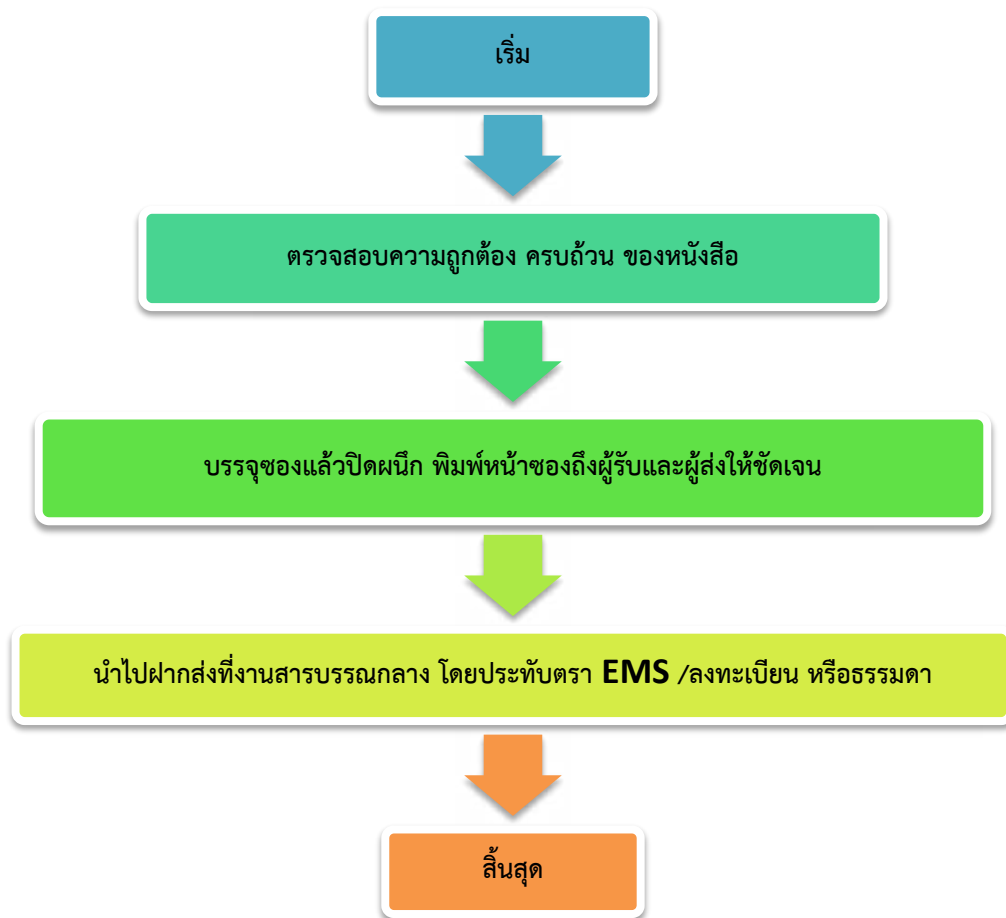 เริ่ม
ตรวจสอบความถูกต้อง ครบถ้วน ของหนังสือ
บรรจุซองแล้วปิดผนึก พิมพ์หน้าซองถึงผู้รับและผู้ส่งให้ชัดเจน
นำไปฝากส่งที่งานสารบรรณกลาง โดยประทับตรา EMS /ลงทะเบียน หรือธรรมดา
สิ้นสุด